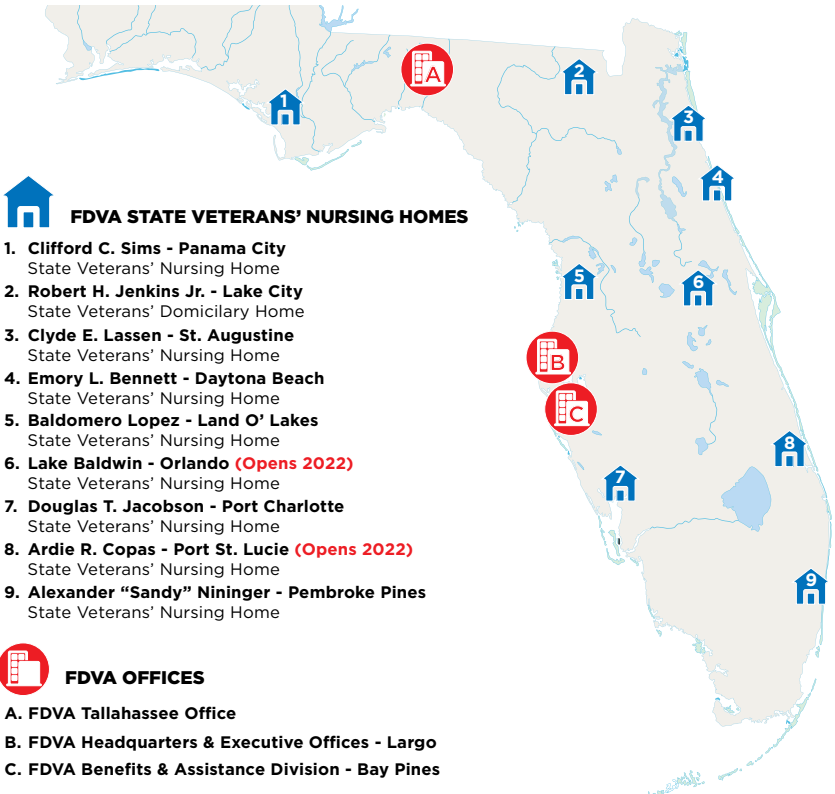 A
2
1
3
4
5
6
B
C
8
7
9
FDVA STATE VETERANS' NURSING HOMES
1. Clifford C. Sims - Panama City
State Veterans' Nursing Home
2. Robert H. Jenkins Jr. - Lake City
State Veterans' Domicilary Home
3. Clyde E. Lassen - St. Augustine
State Veterans' Nursing Home
4. Emory L. Bennett - Daytona Beach
State Veterans' Nursing Home
5. Baldomero Lopez - Land O' Lakes
State Veterans' Nursing Home
6. Lake Baldwin - Orlando (Opens 2022)
State Veterans' Nursing Home
7. Douglas T. Jacobson - Port Charlotte
State Veterans' Nursing Home
8. Ardie R. Copas - Port St. Lucie (Opens 2022)
State Veterans' Nursing Home
9. Alexander “Sandy” Nininger - Pembroke Pines
State Veterans' Nursing Home
FDVA OFFICES
A. FDVA Tallahassee Office
B. FDVA Headquarters & Executive Offices - Largo
C. FDVA Benefits & Assistance Division - Bay Pines